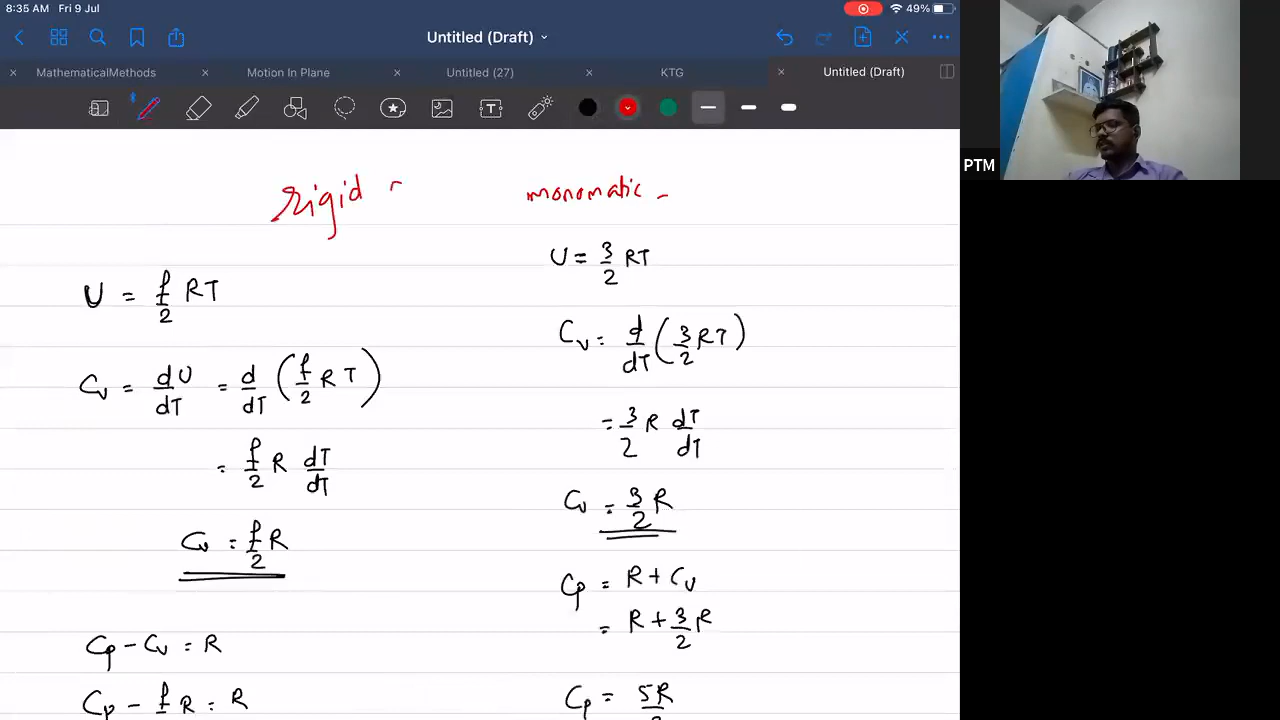 8:35 AM Fri 9 Jul
49%
Untitled (Draft)
MathematicalMethods
Motion In Plane
Untitled (27)
KTG
Untitled (Draft)
PTM
rigid -
U = f/2 RT
Cv = dU/dT = d/dT (f/2 RT)
= f/2 R dT/dT
Cv = f/2 R
Cp - Cv = R
Cp - f R = R
monomatic -
U = 3/2 RT
Cv = d/dT (3/2 RT)
= 3/2 R dT/dT
Cv = 3/2 R
Cp = R + Cv
= R + 3/2 R
Cp = 5R